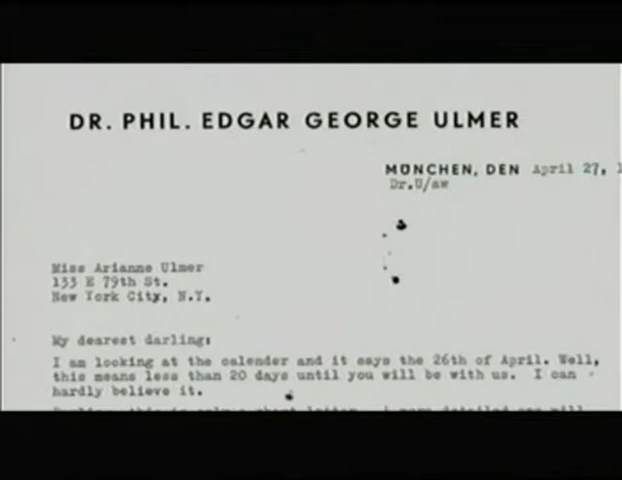 DR. PHIL. EDGAR GEORGE ULMER
MÜNCHEN, DEN April 27,
Dr.U/aw
Miss Arianne Ulmer
133 E 79th St.
New York City, N.Y.
My dearest darling:
I am looking at the calender and it says the 26th of April. Well,
this means less than 20 days until you will be with us. I can
hardly believe it.